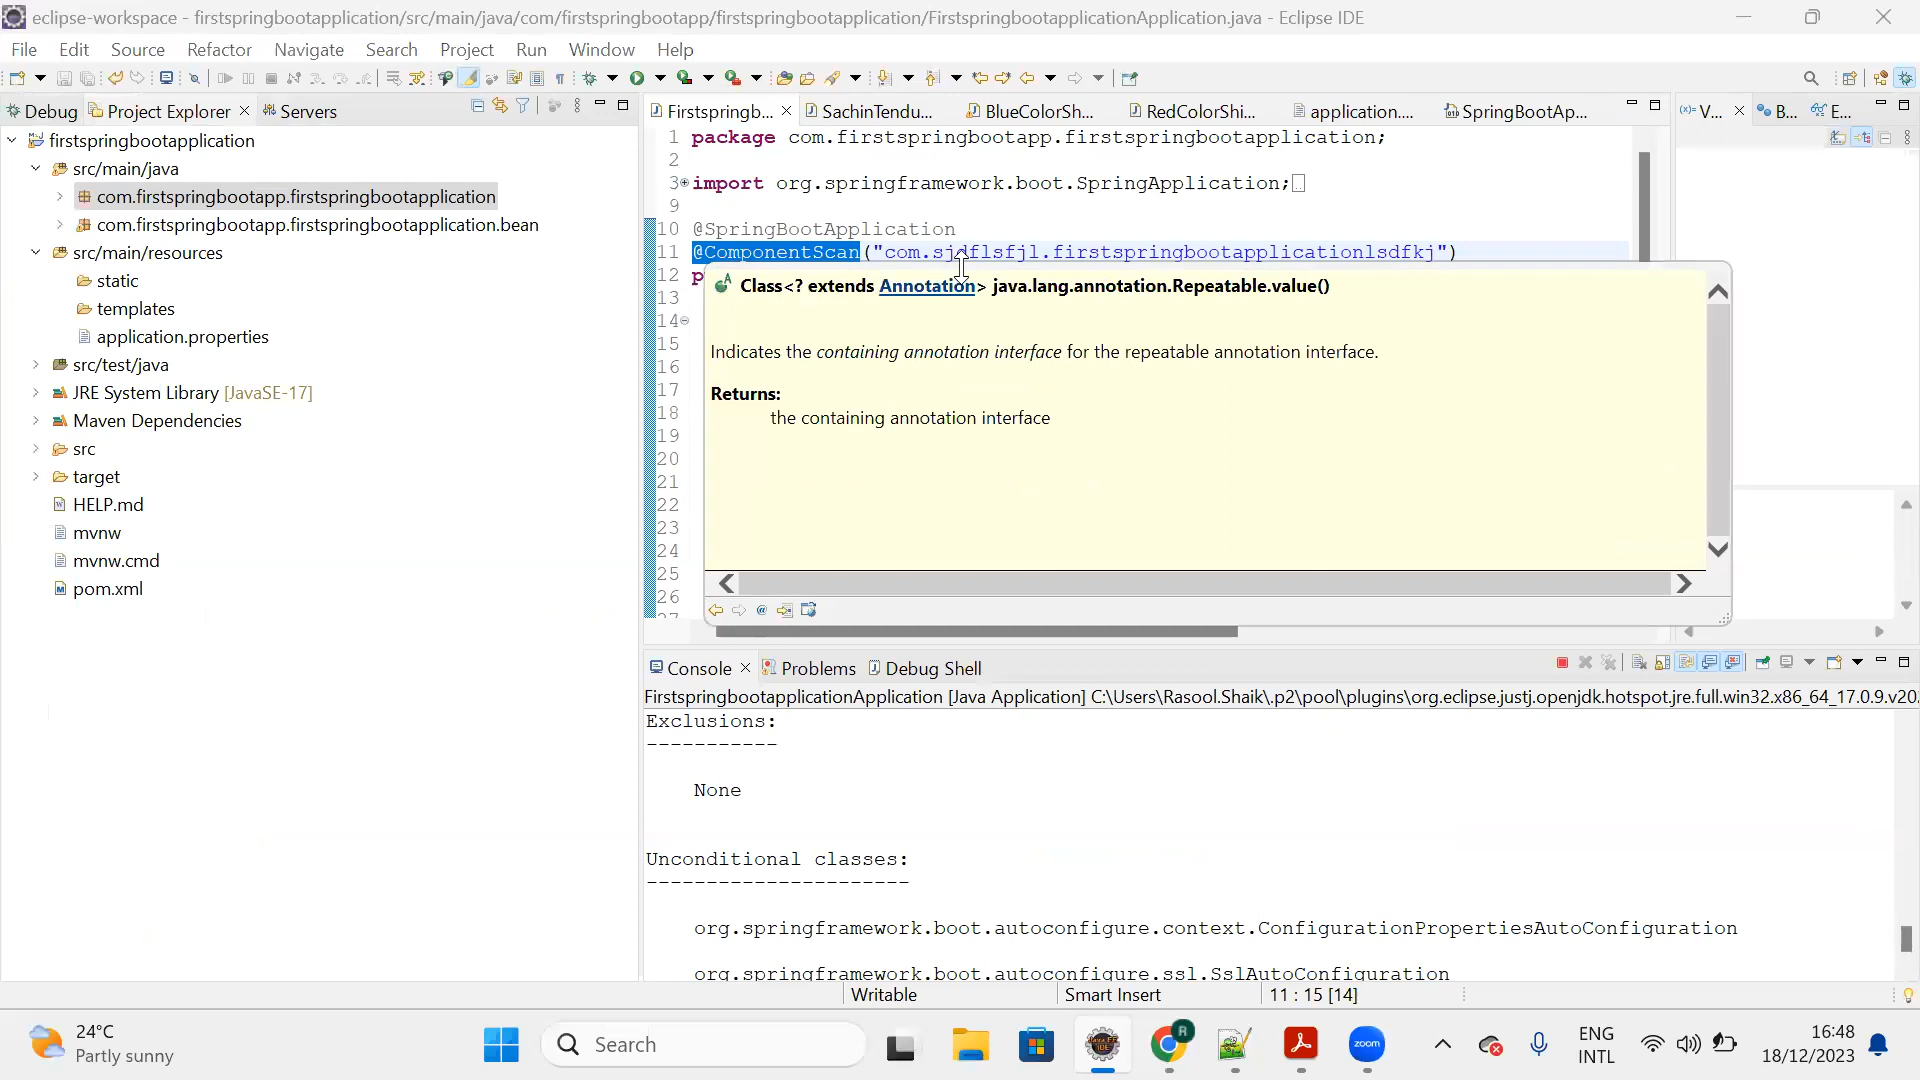 eclipse-workspace - firstspringbootapplication/src/main/java/com/firstspringbootapp/firstspringbootapplication/FirstspringbootapplicationApplication.java - Eclipse IDE
File Edit Source Refactor Navigate Search Project Run Window Help
Debug Project Explorer Servers
Firstspringb... SachinTendu... BlueColorSh... RedColorShi... application.... SpringBootAp...
V... B... E...
firstspringbootapplication
src/main/java
com.firstspringbootapp.firstspringbootapplication
com.firstspringbootapp.firstspringbootapplication.bean
src/main/resources
static
templates
application.properties
src/test/java
JRE System Library [JavaSE-17]
Maven Dependencies
src
target
HELP.md
mvnw
mvnw.cmd
pom.xml
1 package com.firstspringbootapp.firstspringbootapplication;
2
3 import org.springframework.boot.SpringApplication;
9
10 @SpringBootApplication
11 @ComponentScan("com.sjdflsfjl.firstspringbootapplicationlsdfkj")
12 p
13
14
15
16
17
18
19
20
21
22
23
24
25
26
Class<? extends Annotation> java.lang.annotation.Repeatable.value()
Indicates the containing annotation interface for the repeatable annotation interface.
Returns:
the containing annotation interface
Console Problems Debug Shell
FirstspringbootapplicationApplication [Java Application] C:\Users\Rasool.Shaik\.p2\pool\plugins\org.eclipse.justj.openjdk.hotspot.jre.full.win32.x86_64_17.0.9.v20
Exclusions:
-----------
None
Unconditional classes:
----------------------
org.springframework.boot.autoconfigure.context.ConfigurationPropertiesAutoConfiguration
org.springframework.boot.autoconfigure.ssl.SslAutoConfiguration
Writable Smart Insert 11 : 15 [14]
24°C
Partly sunny
Search
zoom
R
ENG
INTL
16:48
18/12/2023